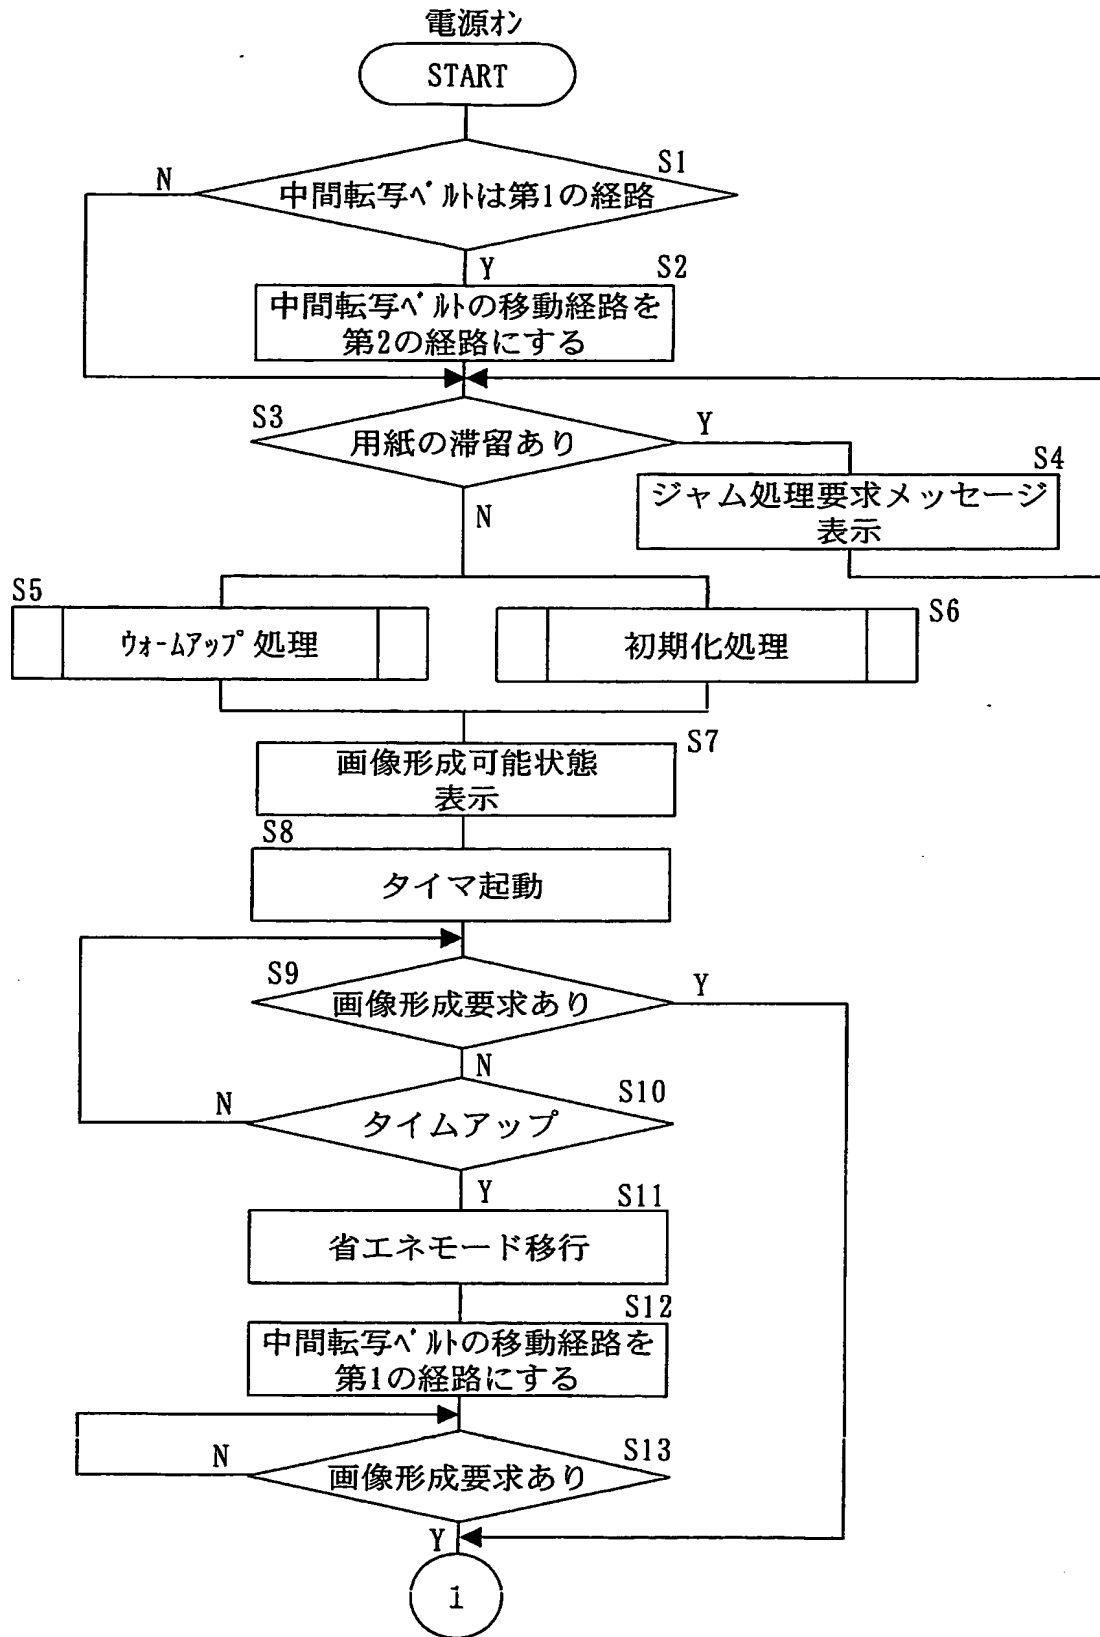 電源ｵﾝ
START
S1
N
中間転写ﾍﾞﾙﾄは第1の経路
Y
S2
中間転写ﾍﾞﾙﾄの移動経路を
第2の経路にする
S3
用紙の滞留あり
Y
S4
ジャム処理要求メッセージ
表示
N
S5
ｳｫｰﾑｱｯﾌﾟ処理
S6
初期化処理
S7
画像形成可能状態
表示
S8
タイマ起動
S9
画像形成要求あり
Y
N
S10
N
タイムアップ
Y
S11
省エネモード移行
S12
中間転写ﾍﾞﾙﾄの移動経路を
第1の経路にする
S13
N
画像形成要求あり
Y
1